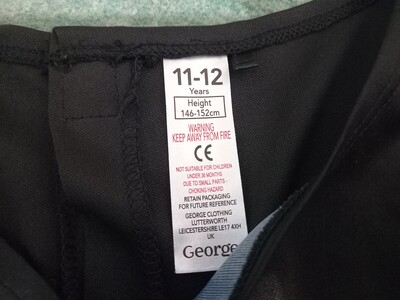 11-12
Years
Height
146-152cm
WARNING
KEEP AWAY FROM FIRE
CE
NOT SUITABLE FOR CHILDREN
UNDER 36 MONTHS
DUE TO SMALL PARTS -
CHOKING HAZARD
RETAIN PACKAGING
FOR FUTURE REFERENCE
GEORGE CLOTHING
LUTTERWORTH
LEICESTERSHIRE LE17 4XH
UK
George